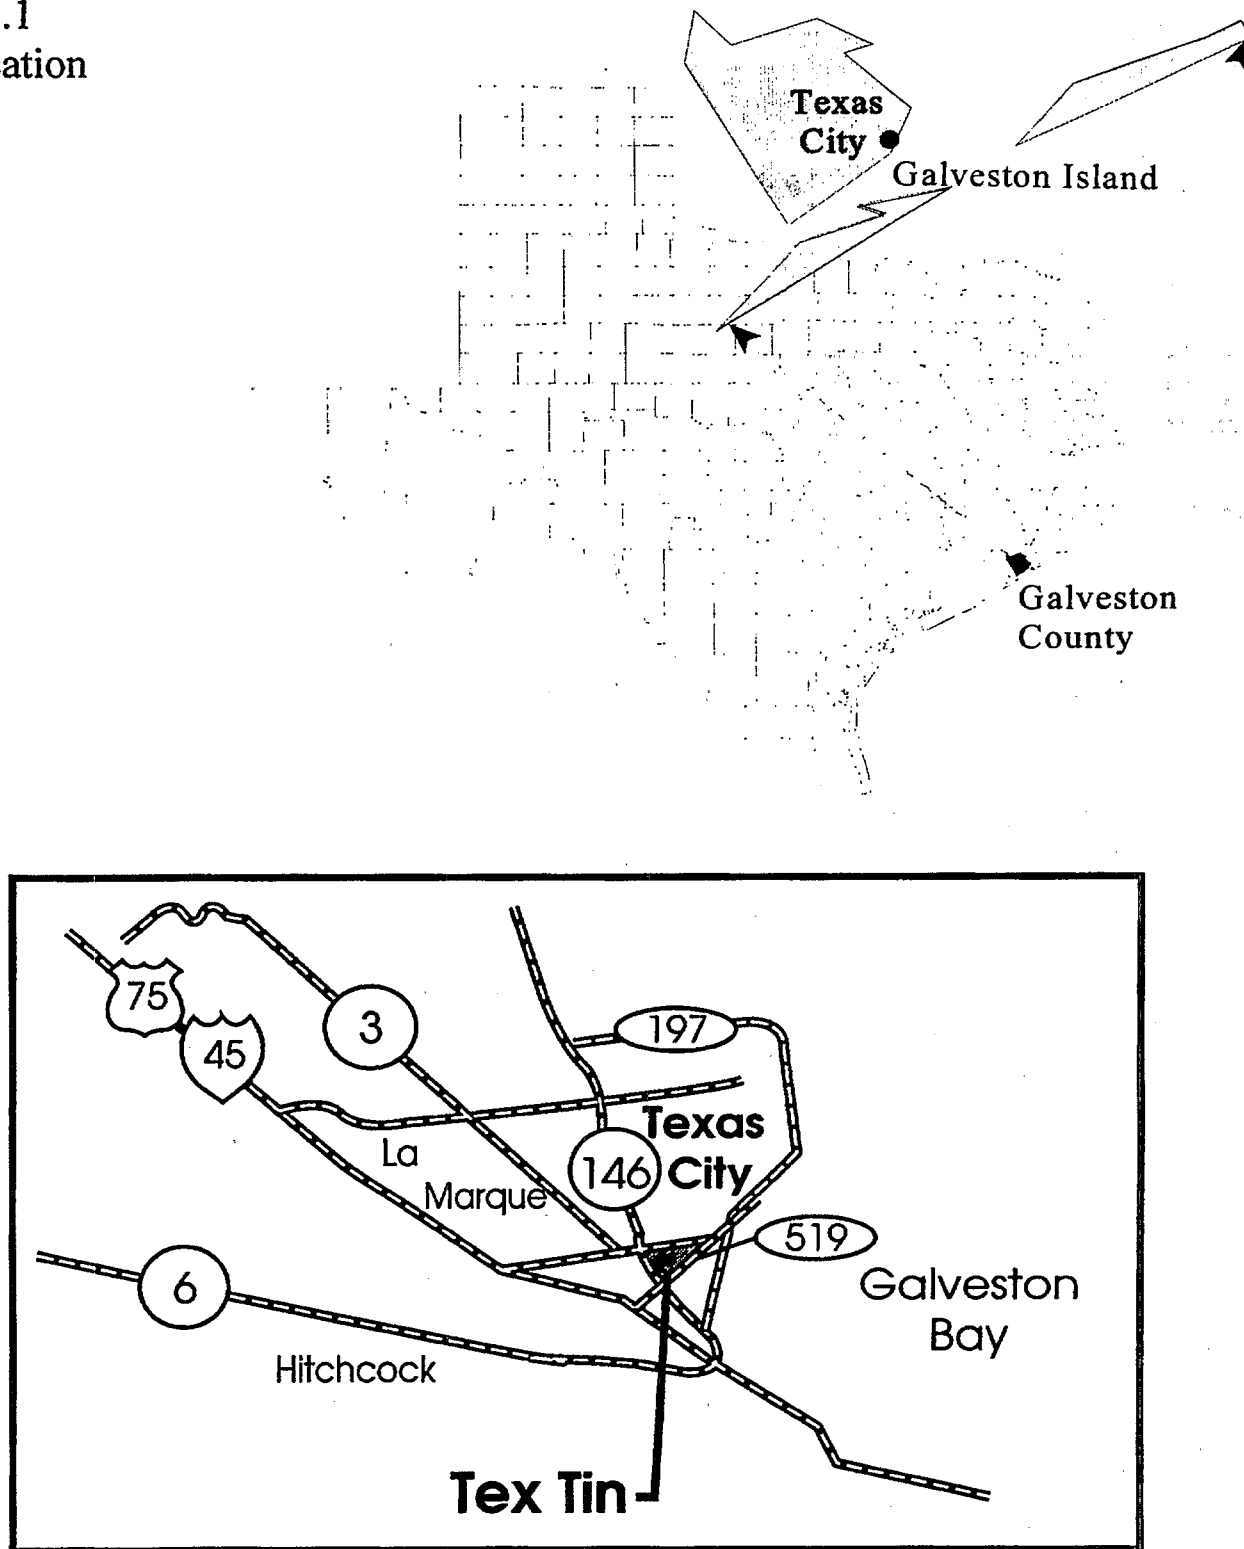 .1
ation
Texas
City
Galveston Island
Galveston
County
75
45
3
197
La
Marque
146
Texas
City
519
6
Hitchcock
Galveston
Bay
Tex Tin